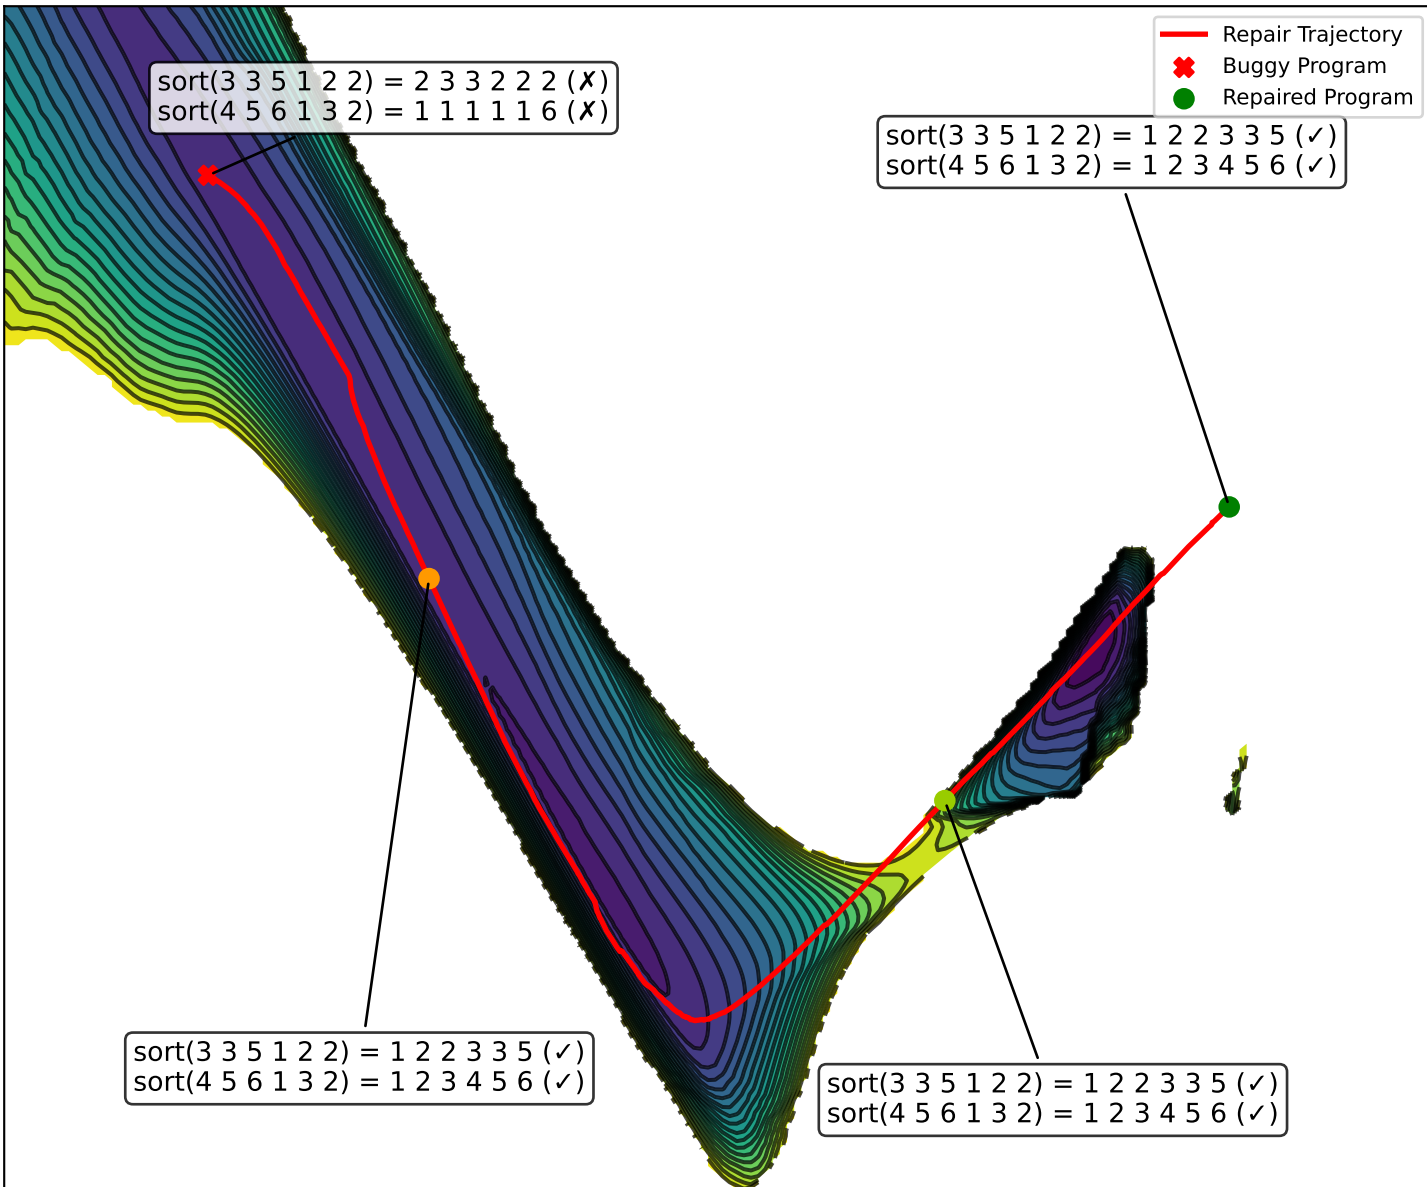 Repair Trajectory
Buggy Program
Repaired Program
sort(3 3 5 1 2 2) = 2 3 3 2 2 2 (✗)
sort(4 5 6 1 3 2) = 1 1 1 1 1 6 (✗)
sort(3 3 5 1 2 2) = 1 2 2 3 3 5 (✓)
sort(4 5 6 1 3 2) = 1 2 3 4 5 6 (✓)
sort(3 3 5 1 2 2) = 1 2 2 3 3 5 (✓)
sort(4 5 6 1 3 2) = 1 2 3 4 5 6 (✓)
sort(3 3 5 1 2 2) = 1 2 2 3 3 5 (✓)
sort(4 5 6 1 3 2) = 1 2 3 4 5 6 (✓)